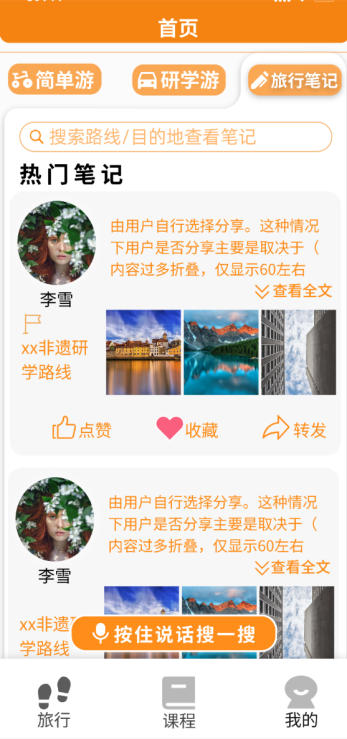 首页
简单游
研学游
旅行笔记
搜索路线/目的地查看笔记
热门笔记
由用户自行选择分享。这种情况
下用户是否分享主要是取决于（
内容过多折叠，仅显示60左右
查看全文
李雪
xx非遗研
学路线
点赞
收藏
转发
由用户自行选择分享。这种情况
下用户是否分享主要是取决于（
内容过多折叠，仅显示60左右
查看全文
李雪
xx非遗
学路线
按住说话搜一搜
旅行
课程
我的